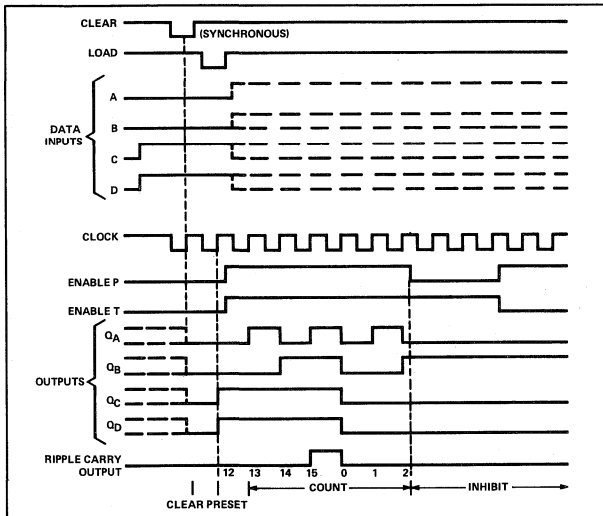 CLEAR
(SYNCHRONOUS)
LOAD
A
B
DATA
INPUTS
C
D
CLOCK
ENABLE P
ENABLE T
QA
QB
OUTPUTS
QC
QD
RIPPLE CARRY
OUTPUT
12 13 14 15 0 1 2
COUNT
INHIBIT
CLEAR PRESET